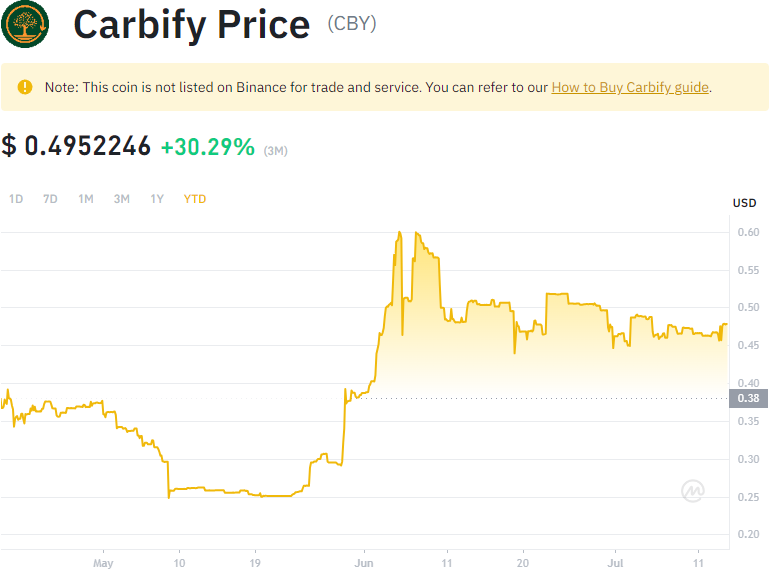 Carbify Price (CBY)
Note: This coin is not listed on Binance for trade and service. You can refer to our How to Buy Carbify guide.
$ 0.4952246 +30.29% (3M)
1D 7D 1M 3M 1Y YTD
USD
0.60
0.55
0.50
0.45
0.40
0.38
0.35
0.30
0.25
0.20
May 10 19 Jun 11 20 Jul 11